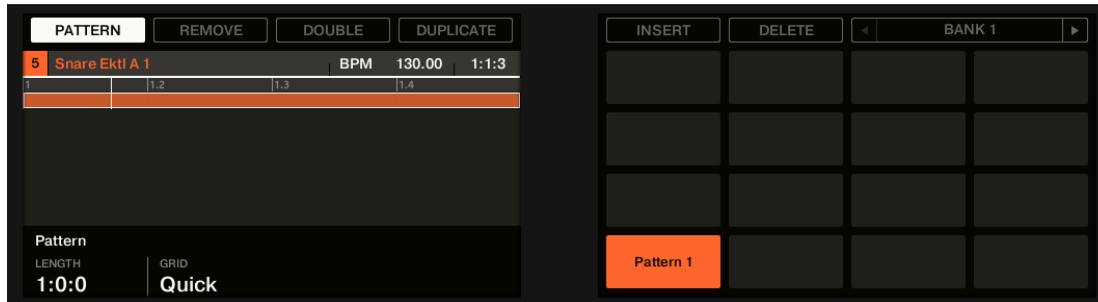 PATTERN REMOVE DOUBLE DUPLICATE
5 Snare Ektl A 1 BPM 130.00 1:1:3
1 1.2 1.3 1.4
Pattern
LENGTH GRID
1:0:0 Quick
INSERT DELETE BANK 1
Pattern 1